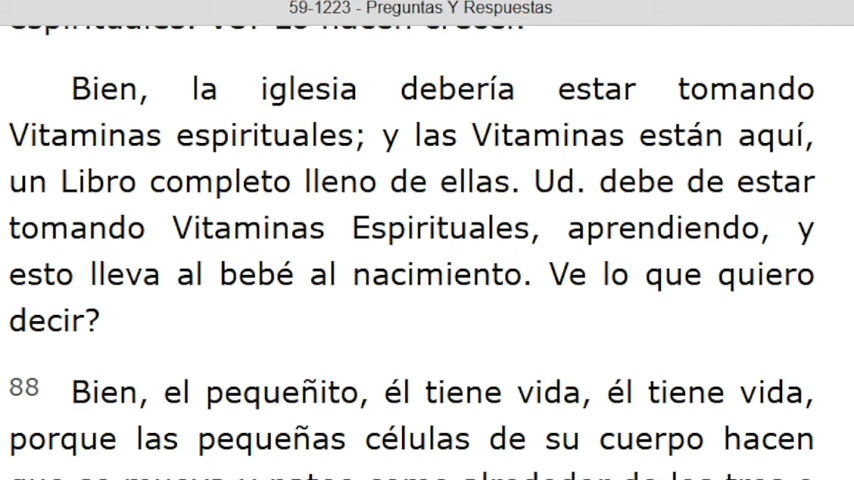 59-1223 - Preguntas Y Respuestas
Bien, la iglesia debería estar tomando
Vitaminas espirituales; y las Vitaminas están aquí,
un Libro completo lleno de ellas. Ud. debe de estar
tomando Vitaminas Espirituales, aprendiendo, y
esto lleva al bebé al nacimiento. Ve lo que quiero
decir?
88 Bien, el pequeñito, él tiene vida, él tiene vida,
porque las pequeñas células de su cuerpo hacen